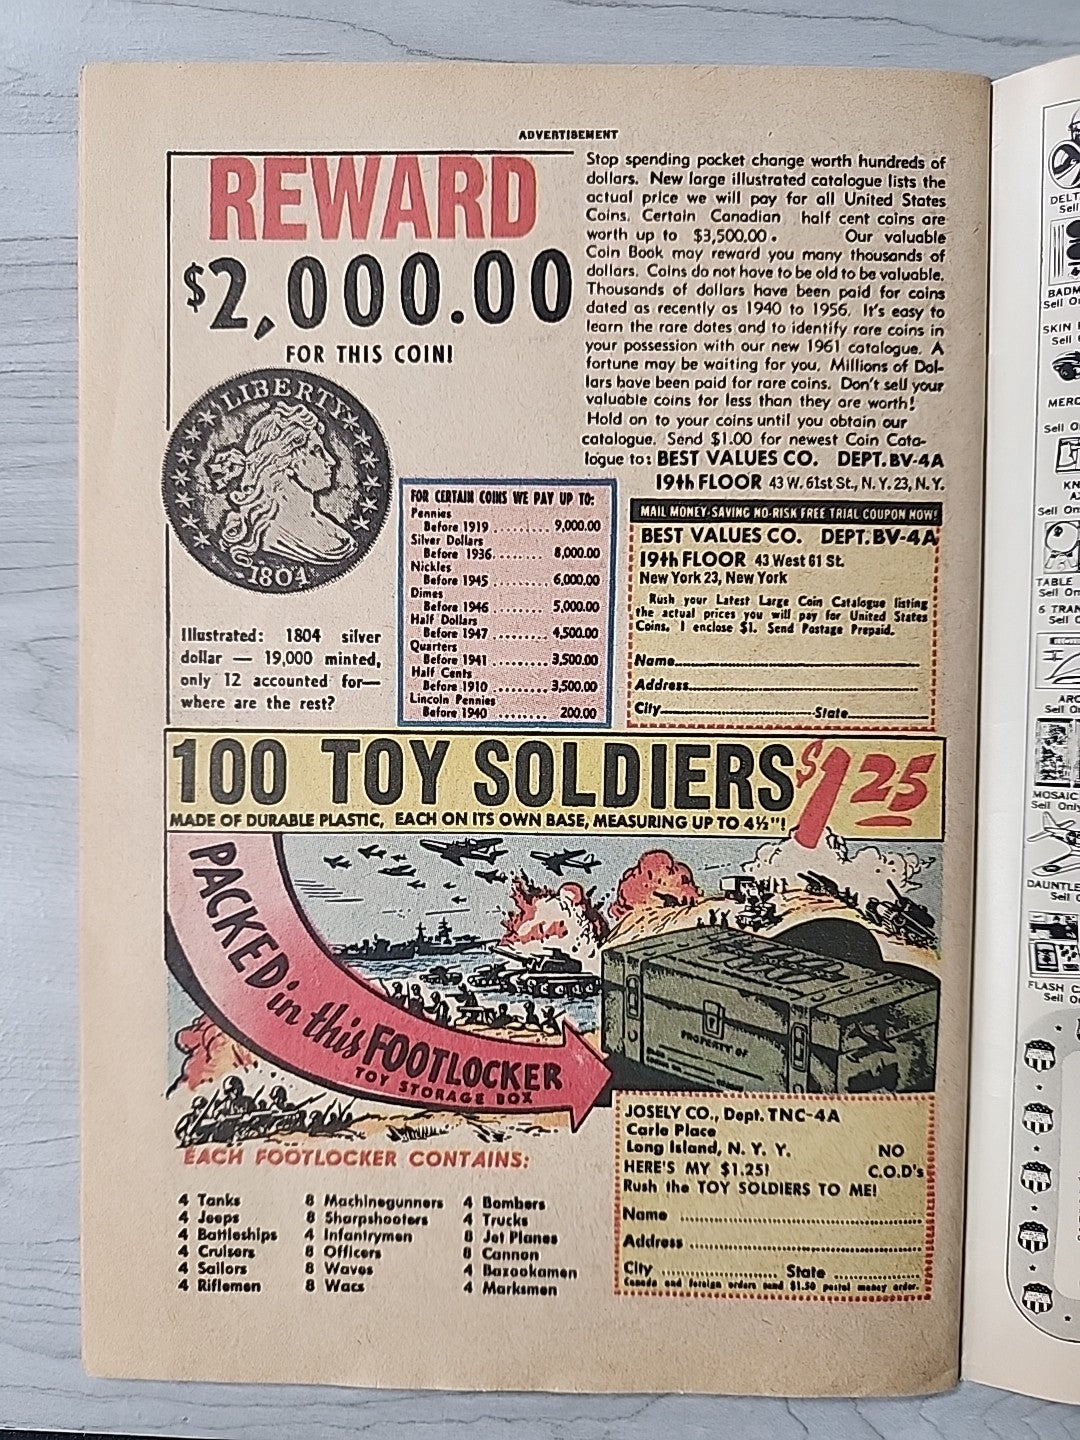 ADVERTISEMENT
REWARD
$2,000.00
FOR THIS COIN!
LIBERTY
1804
Illustrated: 1804 silver
dollar — 19,000 minted,
only 12 accounted for—
where are the rest?
Stop spending pocket change worth hundreds of
dollars. New large illustrated catalogue lists the
actual price we will pay for all United States
Coins. Certain Canadian half cent coins are
worth up to $3,500.00. Our valuable
Coin Book may reward you many thousands of
dollars. Coins do not have to be old to be valuable.
Thousands of dollars have been paid for coins
dated as recently as 1940 to 1956. It's easy to
learn the rare dates and to identify rare coins in
your possession with our new 1961 catalogue. A
fortune may be waiting for you. Millions of Dol-
lars have been paid for rare coins. Don't sell your
valuable coins for less than they are worth!
Hold on to your coins until you obtain our
catalogue. Send $1.00 for newest Coin Cata-
logue to: BEST VALUES CO. DEPT. BV-4A
19th FLOOR 43 W. 61st St., N. Y. 23, N. Y.
FOR CERTAIN COINS WE PAY UP TO:
Pennies
Before 1919 .......... 9,000.00
Silver Dollars
Before 1936........ 8,000.00
Nickles
Before 1945 ......... 6,000.00
Dimes
Before 1946 ......... 5,000.00
Half Dollars
Before 1947 ......... 4,500.00
Quarters
Before 1941 .......... 3,500.00
Half Cents
Before 1910 .......... 3,500.00
Lincoln Pennies
Before 1940 ......... 200.00
MAIL MONEY-SAVING NO-RISK FREE TRIAL COUPON NOW!
BEST VALUES CO. DEPT. BV-4A
19th FLOOR 43 West 61 St.
New York 23, New York
Rush your Latest Large Coin Catalogue listing
the actual prices you will pay for United States
Coins. I enclose $1. Send Postage Prepaid.
Name
Address
City State
100 TOY SOLDIERS $1 25
MADE OF DURABLE PLASTIC, EACH ON ITS OWN BASE, MEASURING UP TO 4½"!
PACKED in this FOOTLOCKER
TOY STORAGE BOX
PROPERTY OF
EACH FOOTLOCKER CONTAINS:
4 Tanks
4 Jeeps
4 Battleships
4 Cruisers
4 Sailors
4 Riflemen
8 Machinegunners
8 Sharpshooters
4 Infantrymen
8 Officers
8 Waves
8 Wacs
4 Bombers
4 Trucks
8 Jet Planes
8 Cannon
4 Bazookamen
4 Marksmen
JOSELY CO., Dept. TNC-4A
Carle Place
Long Island, N. Y. Y. NO
HERE'S MY $1.25! C.O.D's
Rush the TOY SOLDIERS TO ME!
Name
Address
City State
Canada and foreign orders send $1.50 postal money order.
DELT
Sell
BADM
Sell On
SKIN
Sell
MERC
Sell O
KN
Sell On
TABLE
Sell On
6 TRAN
Sell O
ARC
Sell On
MOSAIC
Sell Only
DAUNTLE
Sell O
FLASH C
Sell On